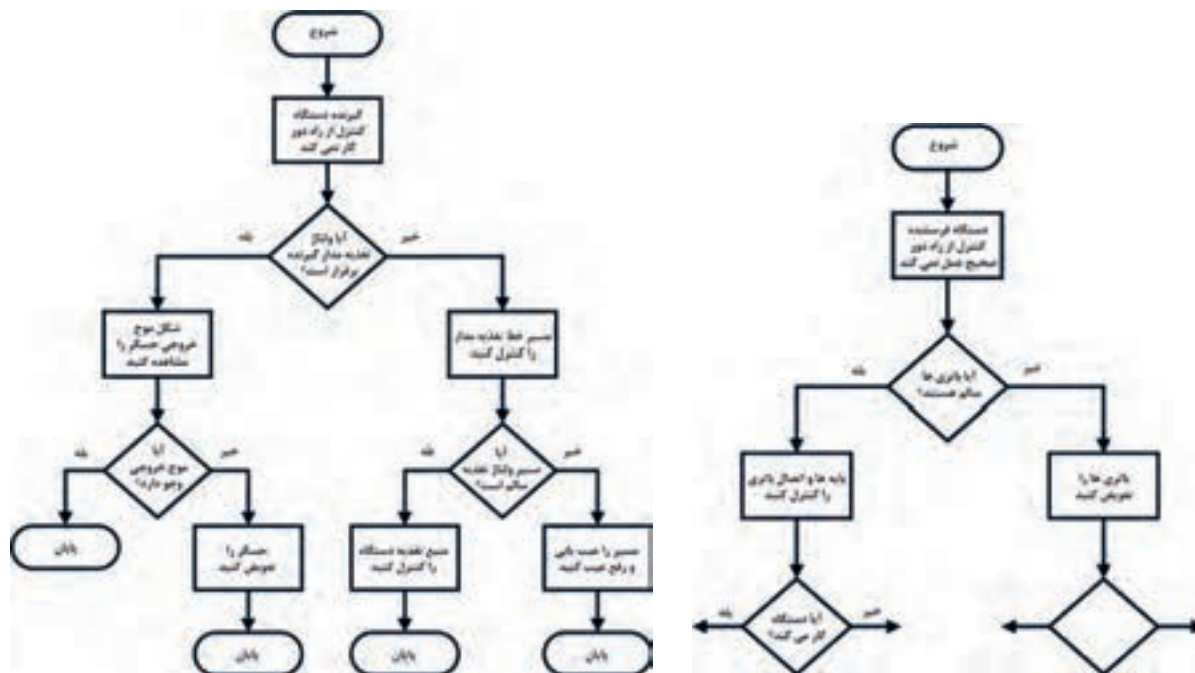 شروع
گیرنده دستگاه
کنترل از راه دور
کار نمی کند
آیا ولتاژ
تغذیه مدار گیرنده
برقرار است؟
بله
خیر
شکل موج
خروجی حسگر را
مشاهده کنید.
مسیر خط تغذیه مدار
را کنترل کنید.
آیا
موج خروجی
وجو دارد؟
بله
خیر
آیا
مسیر ولتاژ تغذیه
سالم است؟
بله
خیر
پایان
حسگر را
تعویض کنید.
منبع تغذیه دستگاه
را کنترل کنید.
مسیر را عیب یابی
و رفع عیب کنید.
پایان
پایان
پایان
شروع
دستگاه فرستنده
کنترل از راه دور
صحیح عمل نمی کند
آیا باتری ها
سالم هستند؟
بله
خیر
پایه ها و اتصال باتری
را کنترل کنید.
باتری ها را
تعویض کنید.
آیا دستگاه
کار می کند؟
بله
خیر